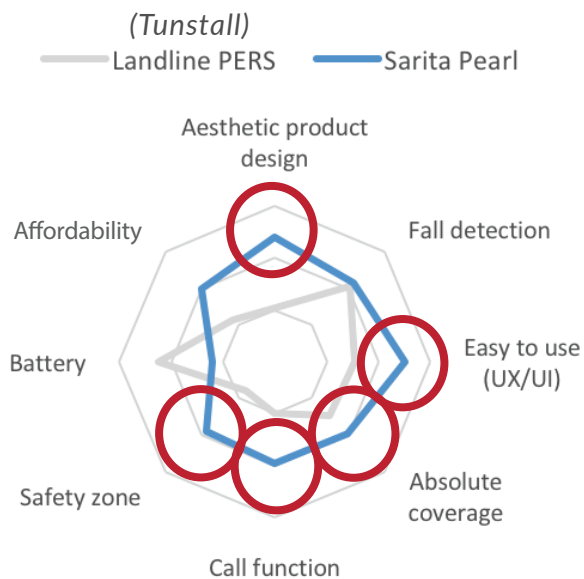 (Tunstall)
Landline PERS
Sarita Pearl
Aesthetic product
design
Affordability
Fall detection
Battery
Easy to use
(UX/UI)
Safety zone
Absolute
coverage
Call function